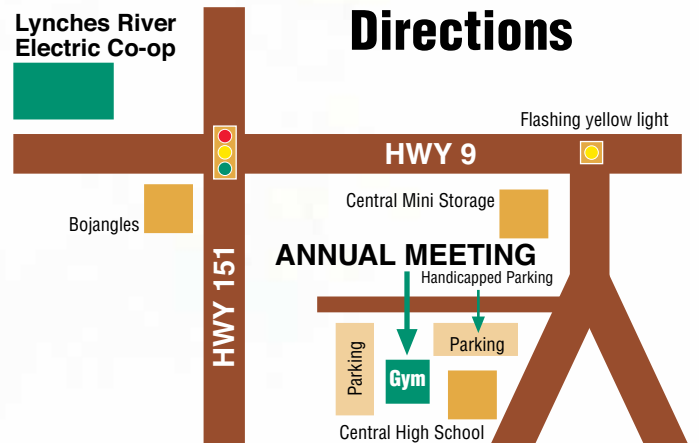 Directions
Lynches River
Electric Co-op
Flashing yellow light
HWY 9
Bojangles
Central Mini Storage
HWY 151
ANNUAL MEETING
Handicapped Parking
Parking
Parking
Gym
Central High School